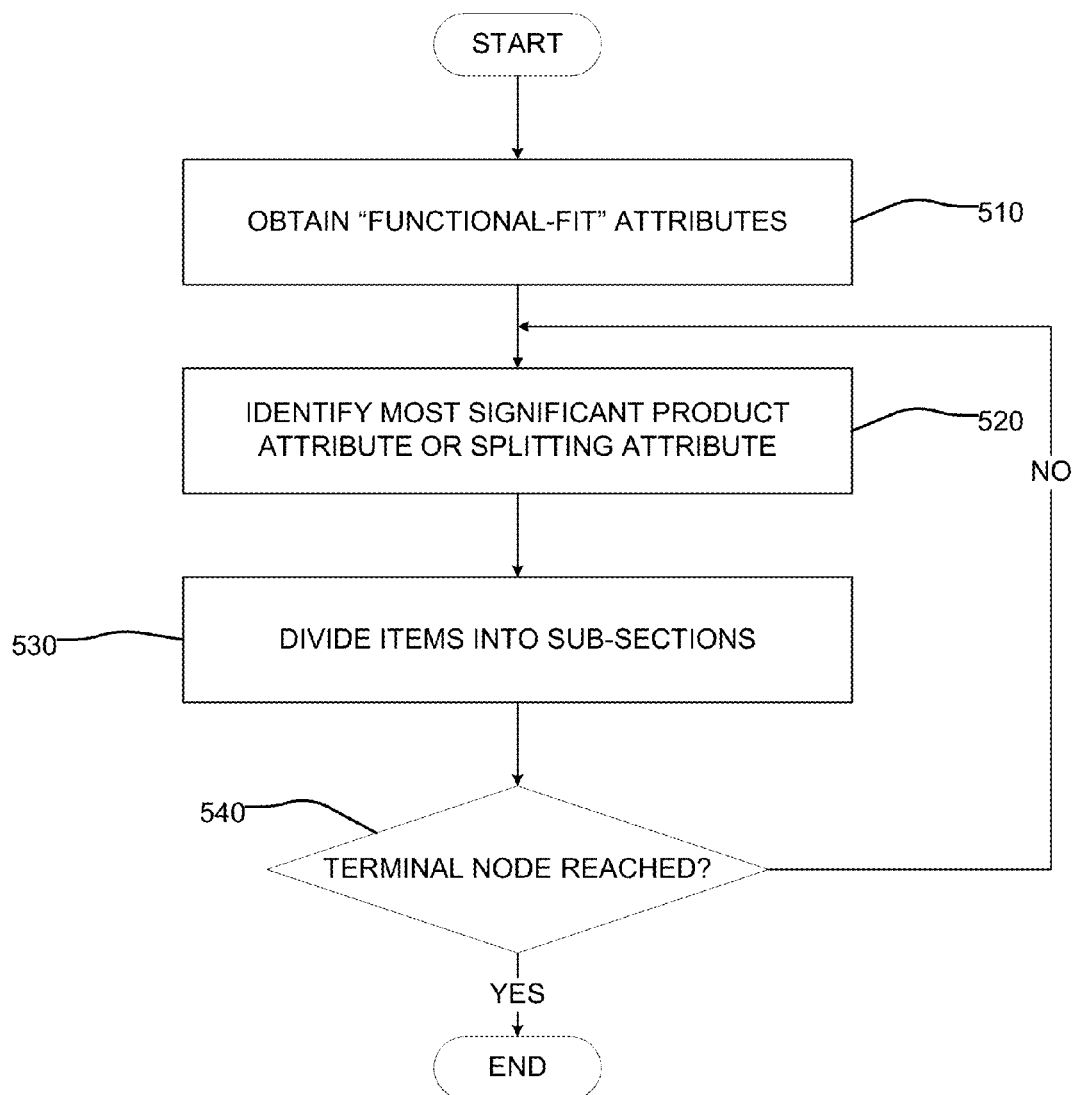 START
OBTAIN “FUNCTIONAL-FIT” ATTRIBUTES
510
IDENTIFY MOST SIGNIFICANT PRODUCT
ATTRIBUTE OR SPLITTING ATTRIBUTE
520
NO
DIVIDE ITEMS INTO SUB-SECTIONS
530
540
TERMINAL NODE REACHED?
YES
END